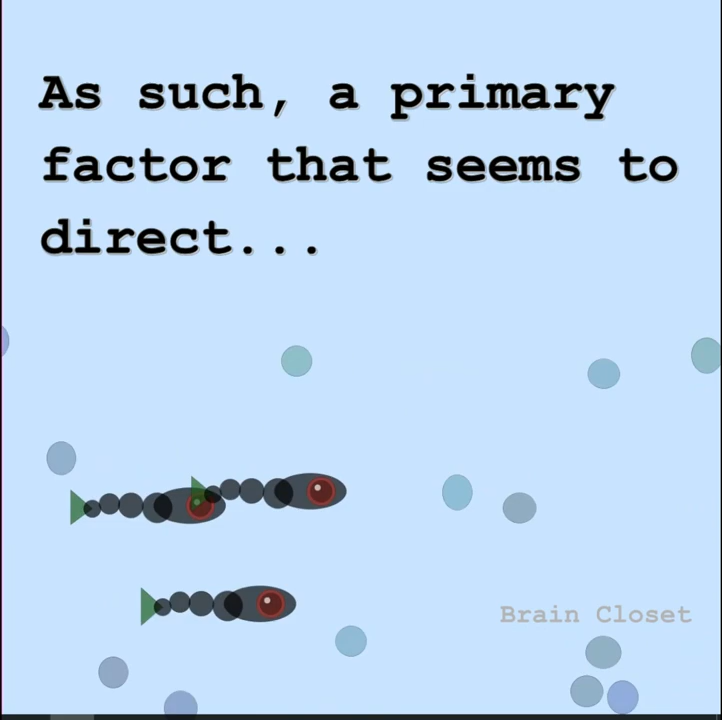 As such, a primary
factor that seems to
direct...
Brain Closet